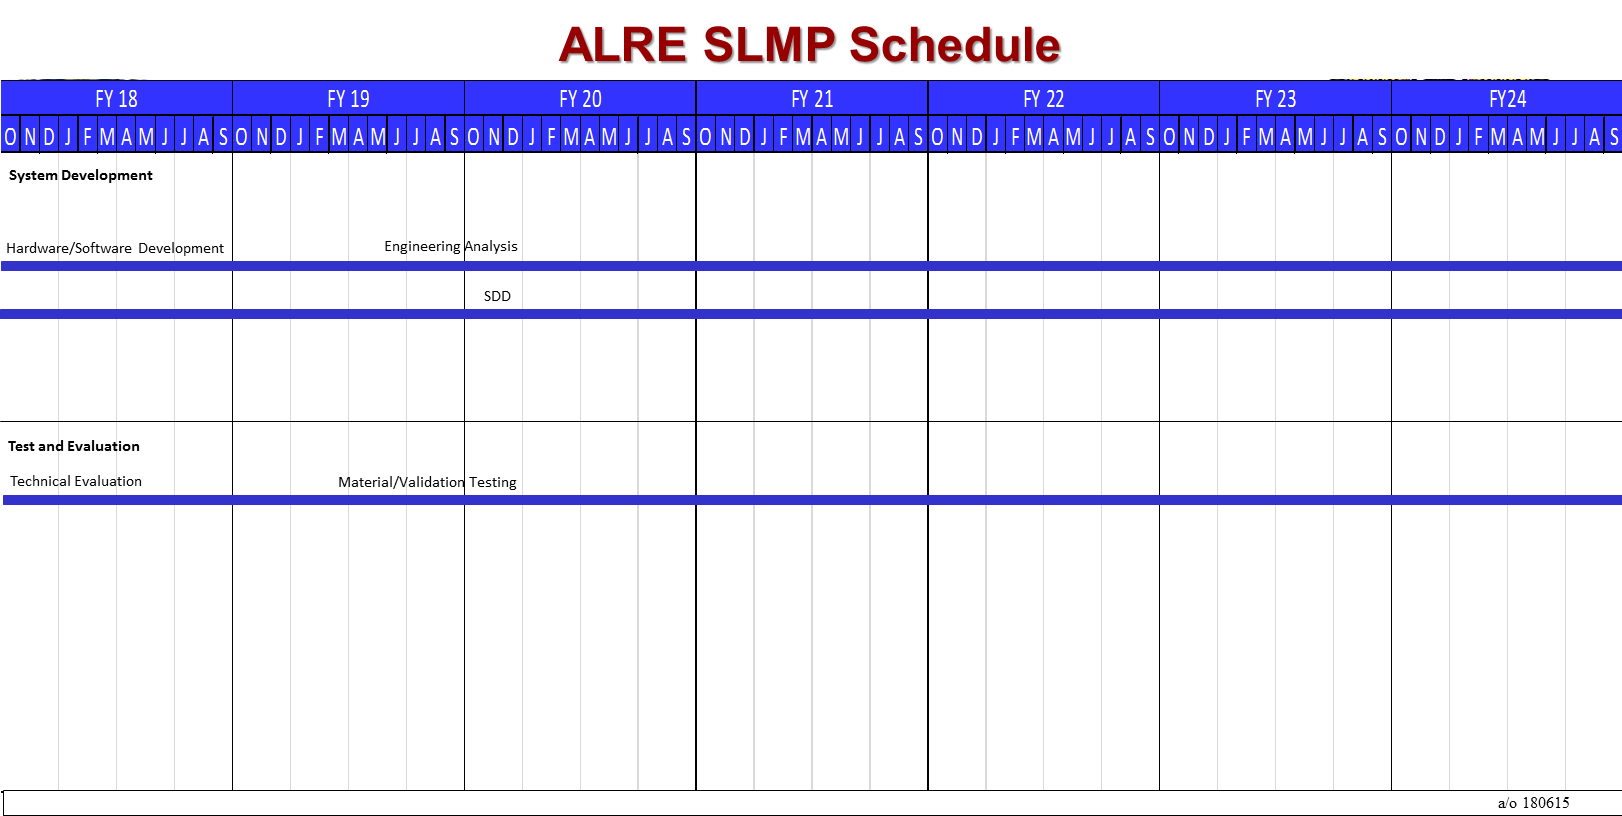 ALRE SLMP Schedule
FY 18 FY 19 FY 20 FY 21 FY 22 FY 23 FY24
O N D J F M A M J J A S O N D J F M A M J J A S O N D J F M A M J J A S O N D J F M A M J J A S O N D J F M A M J J A S O N D J F M A M J J A S O N D J F M A M J J A S
System Development
Hardware/Software Development Engineering Analysis
SDD
Test and Evaluation
Technical Evaluation Material/Validation Testing
a/o 180615